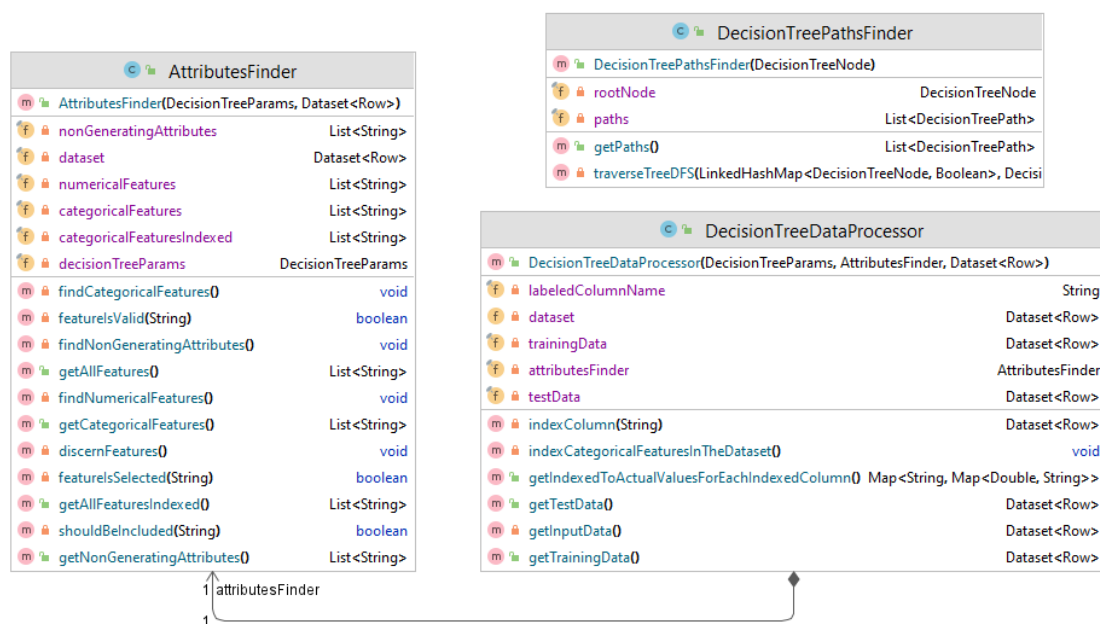 AttributesFinder
AttributesFinder(DecisionTreeParams, Dataset<Row>)
nonGeneratingAttributes List<String>
dataset Dataset<Row>
numericalFeatures List<String>
categoricalFeatures List<String>
categoricalFeaturesIndexed List<String>
decisionTreeParams DecisionTreeParams
findCategoricalFeatures() void
featureIsValid(String) boolean
findNonGeneratingAttributes() void
getAllFeatures() List<String>
findNumericalFeatures() void
getCategoricalFeatures() List<String>
discernFeatures() void
featureIsSelected(String) boolean
getAllFeaturesIndexed() List<String>
shouldBeIncluded(String) boolean
getNonGeneratingAttributes() List<String>
DecisionTreePathsFinder
DecisionTreePathsFinder(DecisionTreeNode)
rootNode DecisionTreeNode
paths List<DecisionTreePath>
getPaths() List<DecisionTreePath>
traverseTreeDFS(LinkedHashMap<DecisionTreeNode, Boolean>, Decisi
DecisionTreeDataProcessor
DecisionTreeDataProcessor(DecisionTreeParams, AttributesFinder, Dataset<Row>)
labeledColumnName String
dataset Dataset<Row>
trainingData Dataset<Row>
attributesFinder AttributesFinder
testData Dataset<Row>
indexColumn(String) Dataset<Row>
indexCategoricalFeaturesInTheDataset() void
getIndexedToActualValuesForEachIndexedColumn() Map<String, Map<Double, String>>
getTestData() Dataset<Row>
getInputData() Dataset<Row>
getTrainingData() Dataset<Row>
1 attributesFinder
1